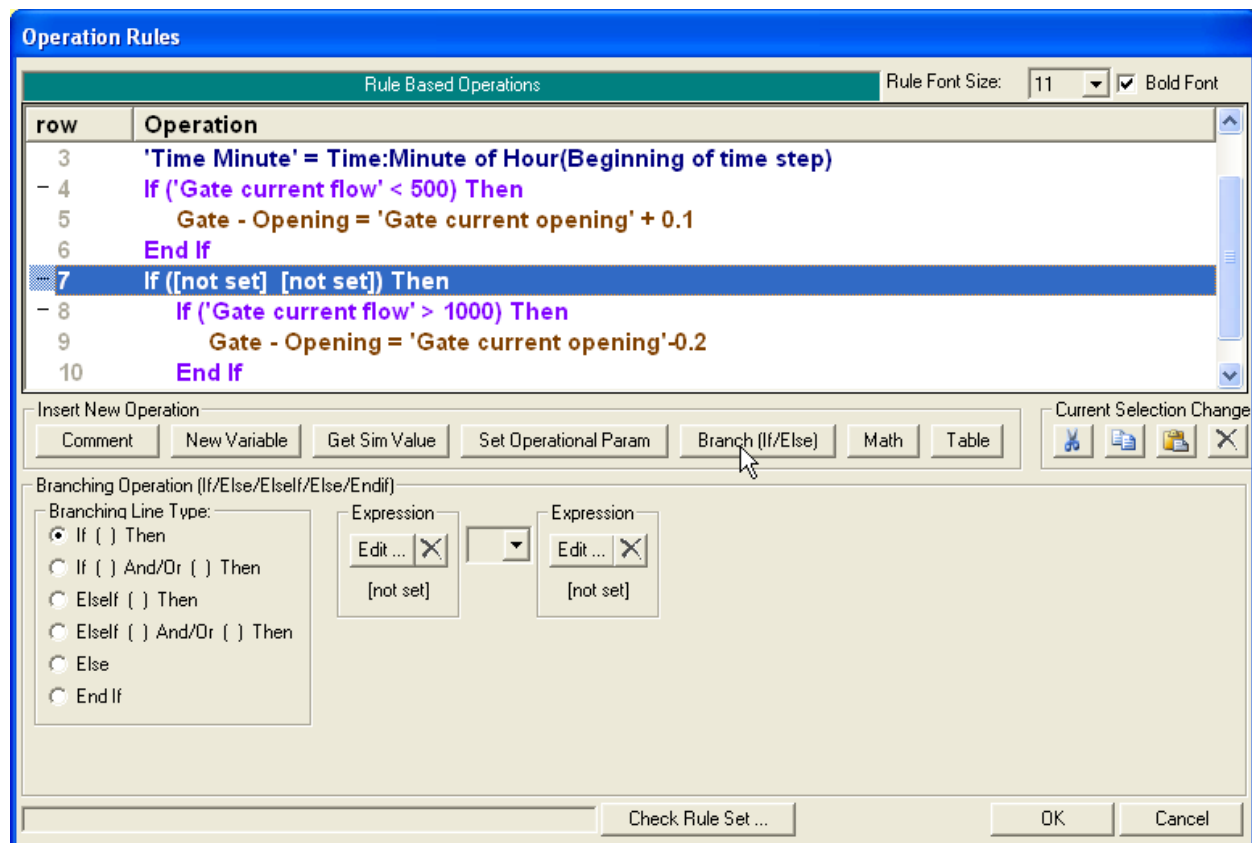 Operation Rules
Rule Based Operations Rule Font Size: 11 Bold Font
row Operation
3 'Time Minute' = Time:Minute of Hour(Beginning of time step)
4 If ('Gate current flow' < 500) Then
5 Gate - Opening = 'Gate current opening' + 0.1
6 End If
7 If ([not set] [not set]) Then
8 If ('Gate current flow' > 1000) Then
9 Gate - Opening = 'Gate current opening'-0.2
10 End If
Insert New Operation Current Selection Change
Comment New Variable Get Sim Value Set Operational Param Branch (If/Else) Math Table
Branching Operation (If/Else/ElseIf/Else/Endif)
Branching Line Type: Expression Expression
If ( ) Then Edit ... Edit ...
If ( ) And/Or ( ) Then [not set] [not set]
ElseIf ( ) Then
ElseIf ( ) And/Or ( ) Then
Else
End If
Check Rule Set ... OK Cancel